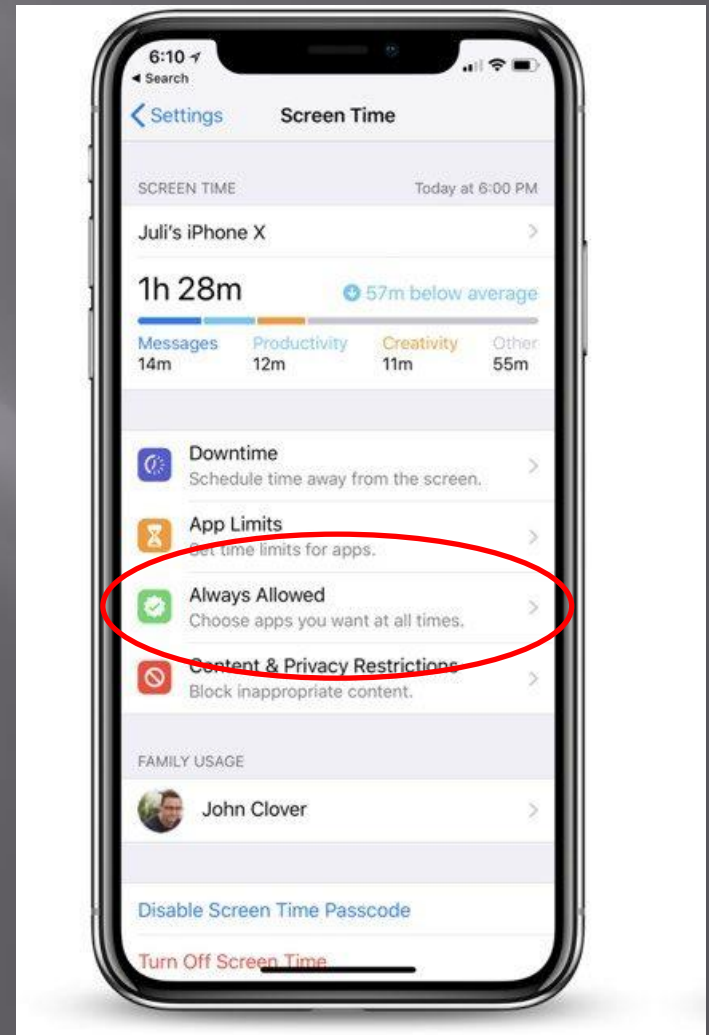 6:10
Search
Settings
Screen Time
SCREEN TIME
Today at 6:00 PM
Juli's iPhone X
1h 28m
57m below average
Messages Productivity Creativity Other
14m 12m 11m 55m
Downtime
Schedule time away from the screen.
App Limits
Set time limits for apps.
Always Allowed
Choose apps you want at all times.
Content & Privacy Restrictions
Block inappropriate content.
FAMILY USAGE
John Clover
Disable Screen Time Passcode
Turn Off Screen Time